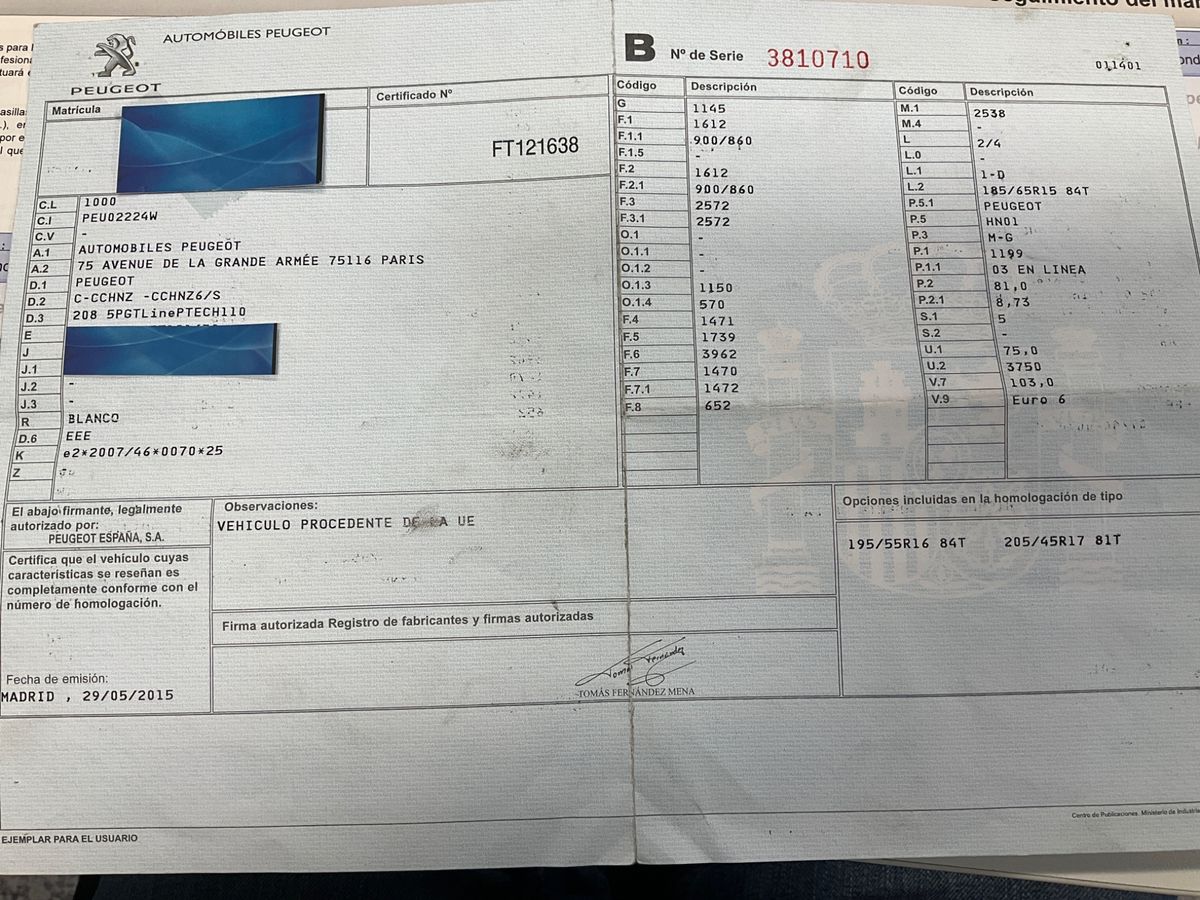 AUTOMÓBILES PEUGEOT
PEUGEOT
B Nº de Serie 3810710
011401
Matrícula
Certificado Nº
FT121638
C.L 1000
C.I PEU02224W
C.V -
A.1 AUTOMOBILES PEUGEOT
A.2 75 AVENUE DE LA GRANDE ARMÉE 75116 PARIS
D.1 PEUGEOT
D.2 C-CCHNZ -CCHNZ6/S
D.3 208 5PGTLinePTECH110
E
J
J.1
J.2 -
J.3 -
R BLANCO
D.6 EEE
K e2*2007/46*0070*25
Z
Código Descripción
G 1145
F.1 1612
F.1.1 900/860
F.1.5 -
F.2 1612
F.2.1 900/860
F.3 2572
F.3.1 2572
O.1 -
O.1.1 -
O.1.2 -
O.1.3 1150
O.1.4 570
F.4 1471
F.5 1739
F.6 3962
F.7 1470
F.7.1 1472
F.8 652
Código Descripción
M.1 2538
M.4 -
L 2/4
L.0 -
L.1 1-D
L.2 185/65R15 84T
P.5.1 PEUGEOT
P.5 HN01
P.3 M-G
P.1 1199
P.1.1 03 EN LINEA
P.2 81,0
P.2.1 8,73
S.1 5
S.2 -
U.1 75,0
U.2 3750
V.7 103,0
V.9 Euro 6
El abajo firmante, legalmente
autorizado por:
PEUGEOT ESPAÑA, S.A.
Certifica que el vehículo cuyas
características se reseñan es
completamente conforme con el
número de homologación.
Fecha de emisión:
MADRID , 29/05/2015
Observaciones:
VEHICULO PROCEDENTE DE LA UE
Firma autorizada Registro de fabricantes y firmas autorizadas
Tomás Fernández
TOMÁS FERNÁNDEZ MENA
Opciones incluidas en la homologación de tipo
195/55R16 84T 205/45R17 81T
EJEMPLAR PARA EL USUARIO
Centro de Publicaciones. Ministerio de Industria